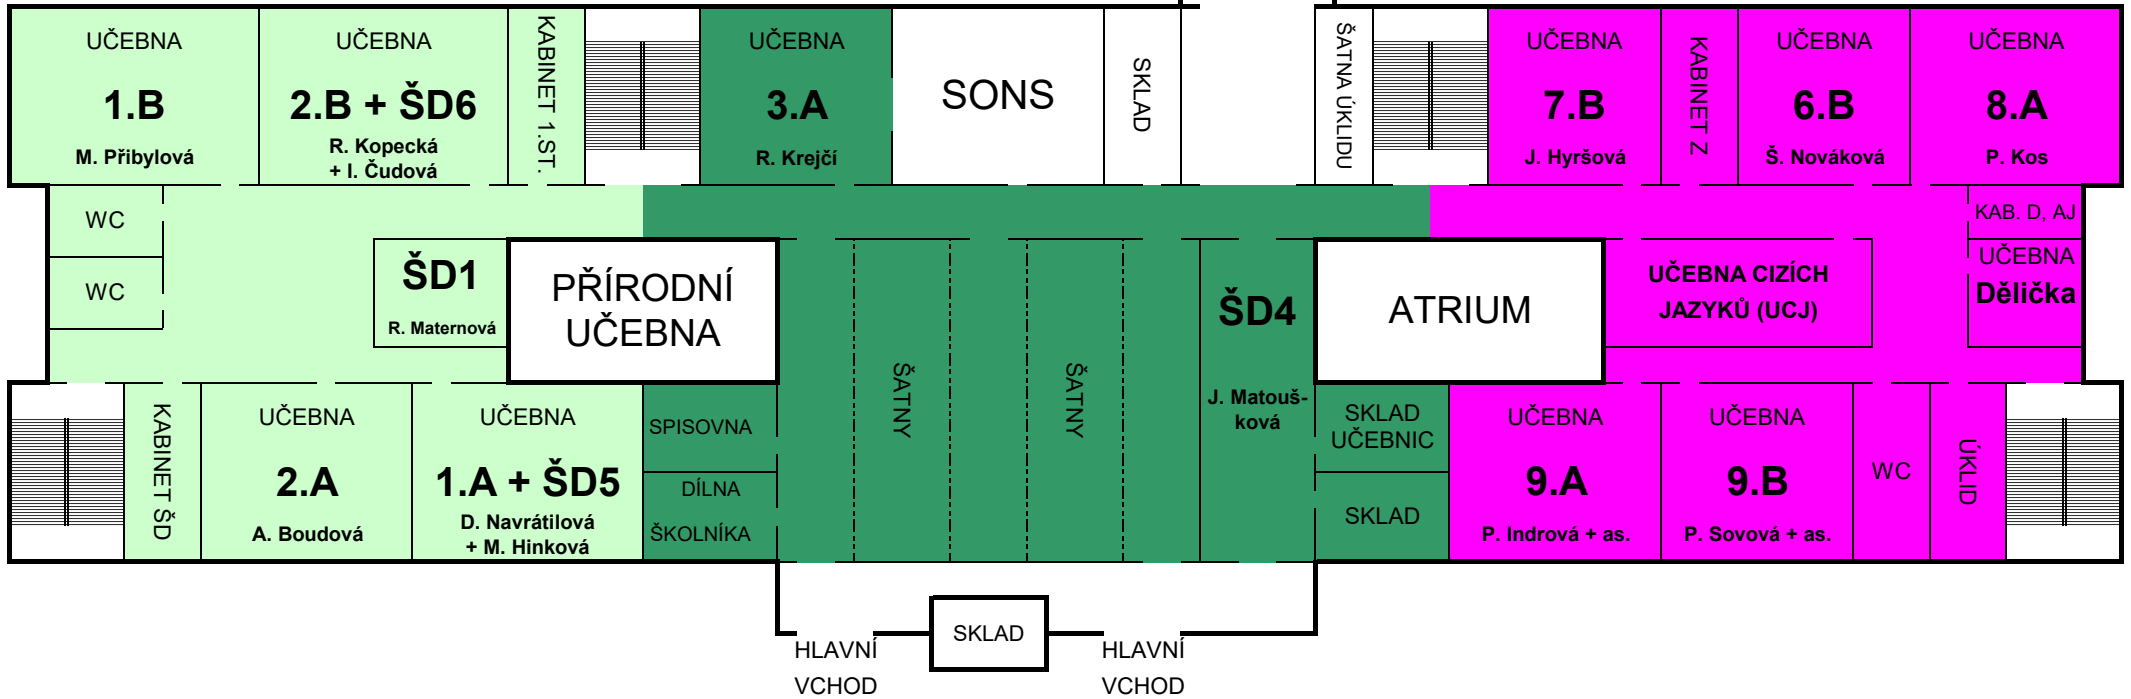 UČEBNA
1.B
M. Přibylová
UČEBNA
2.B + ŠD6
R. Kopecká
+ I. Čudová
KABINET 1.ST.
UČEBNA
3.A
R. Krejčí
SONS
SKLAD
ŠATNA ÚKLIDU
UČEBNA
7.B
J. Hyršová
KABINET Z
UČEBNA
6.B
Š. Nováková
UČEBNA
8.A
P. Kos
WC
WC
ŠD1
R. Maternová
PŘÍRODNÍ
UČEBNA
ŠATNY
ŠATNY
ŠD4
J. Matouš-
ková
ATRIUM
UČEBNA CIZÍCH
JAZYKŮ (UCJ)
KAB. D, AJ
UČEBNA
Dělička
KABINET ŠD
UČEBNA
2.A
A. Boudová
UČEBNA
1.A + ŠD5
D. Navrátilová
+ M. Hinková
SPISOVNA
DÍLNA
ŠKOLNÍKA
SKLAD
UČEBNIC
SKLAD
UČEBNA
9.A
P. Indrová + as.
UČEBNA
9.B
P. Sovová + as.
WC
ÚKLID
HLAVNÍ
VCHOD
SKLAD
HLAVNÍ
VCHOD